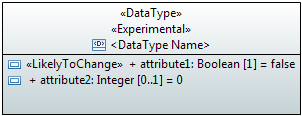 «DataType»
«Experimental»
<DataType Name>
«LikelyToChange» + attribute1: Boolean [1] = false
+ attribute2: Integer [0..1] = 0